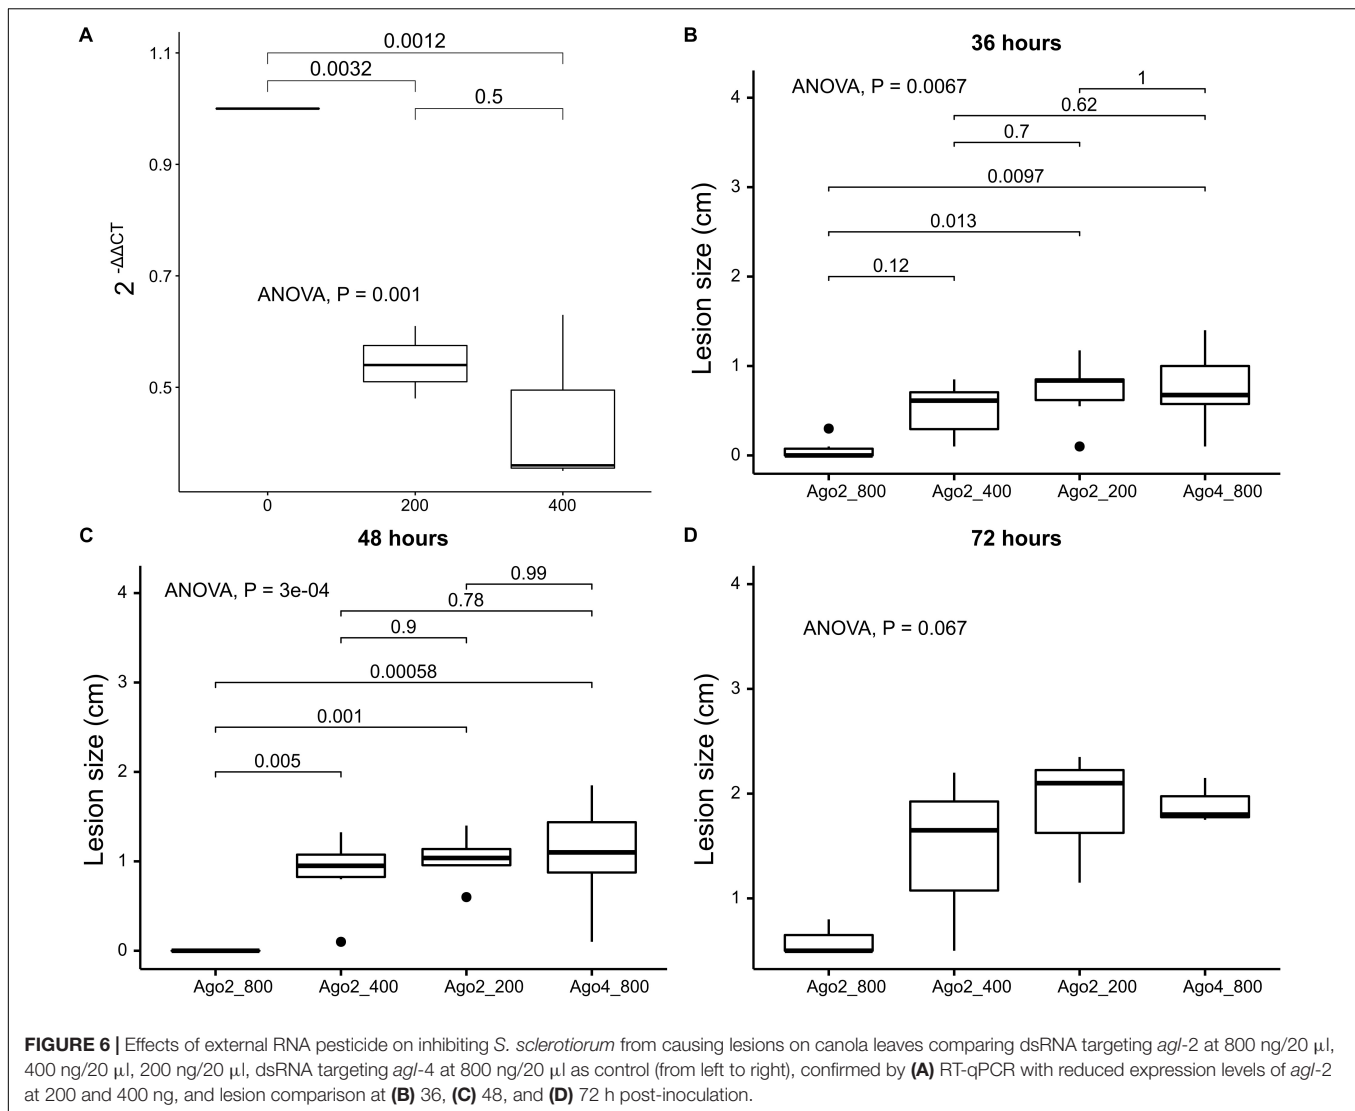 A
0.0012
1.1
0.0032
0.5
0.9
2 -ΔΔCT
0.7
ANOVA, P = 0.001
0.5
0 200 400
B
36 hours
ANOVA, P = 0.0067
1
4
0.62
0.7
3
0.0097
0.013
2
0.12
Lesion size (cm)
1
0
Ago2_800 Ago2_400 Ago2_200 Ago4_800
C
48 hours
ANOVA, P = 3e-04
0.99
4
0.78
0.9
0.00058
3
0.001
0.005
2
Lesion size (cm)
1
0
Ago2_800 Ago2_400 Ago2_200 Ago4_800
D
72 hours
4
ANOVA, P = 0.067
3
Lesion size (cm)
2
1
Ago2_800 Ago2_400 Ago2_200 Ago4_800
FIGURE 6 | Effects of external RNA pesticide on inhibiting S. sclerotiorum from causing lesions on canola leaves comparing dsRNA targeting agl-2 at 800 ng/20 μl,
400 ng/20 μl, 200 ng/20 μl, dsRNA targeting agl-4 at 800 ng/20 μl as control (from left to right), confirmed by (A) RT-qPCR with reduced expression levels of agl-2
at 200 and 400 ng, and lesion comparison at (B) 36, (C) 48, and (D) 72 h post-inoculation.